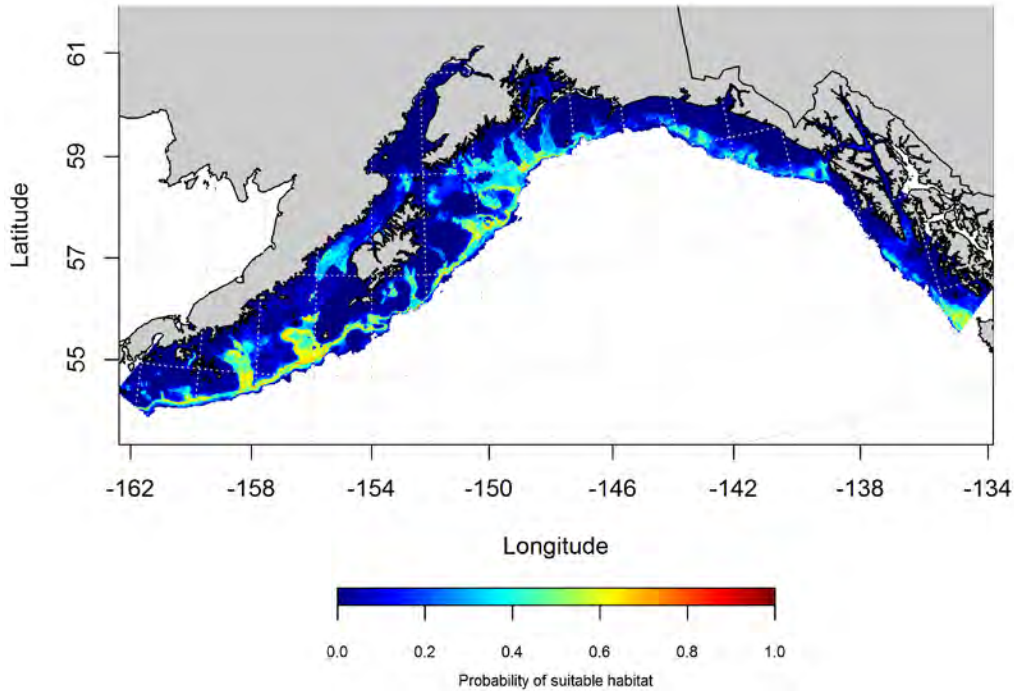 61
59
57
55
Latitude
-162 -158 -154 -150 -146 -142 -138 -134
Longitude
0.0 0.2 0.4 0.6 0.8 1.0
Probability of suitable habitat